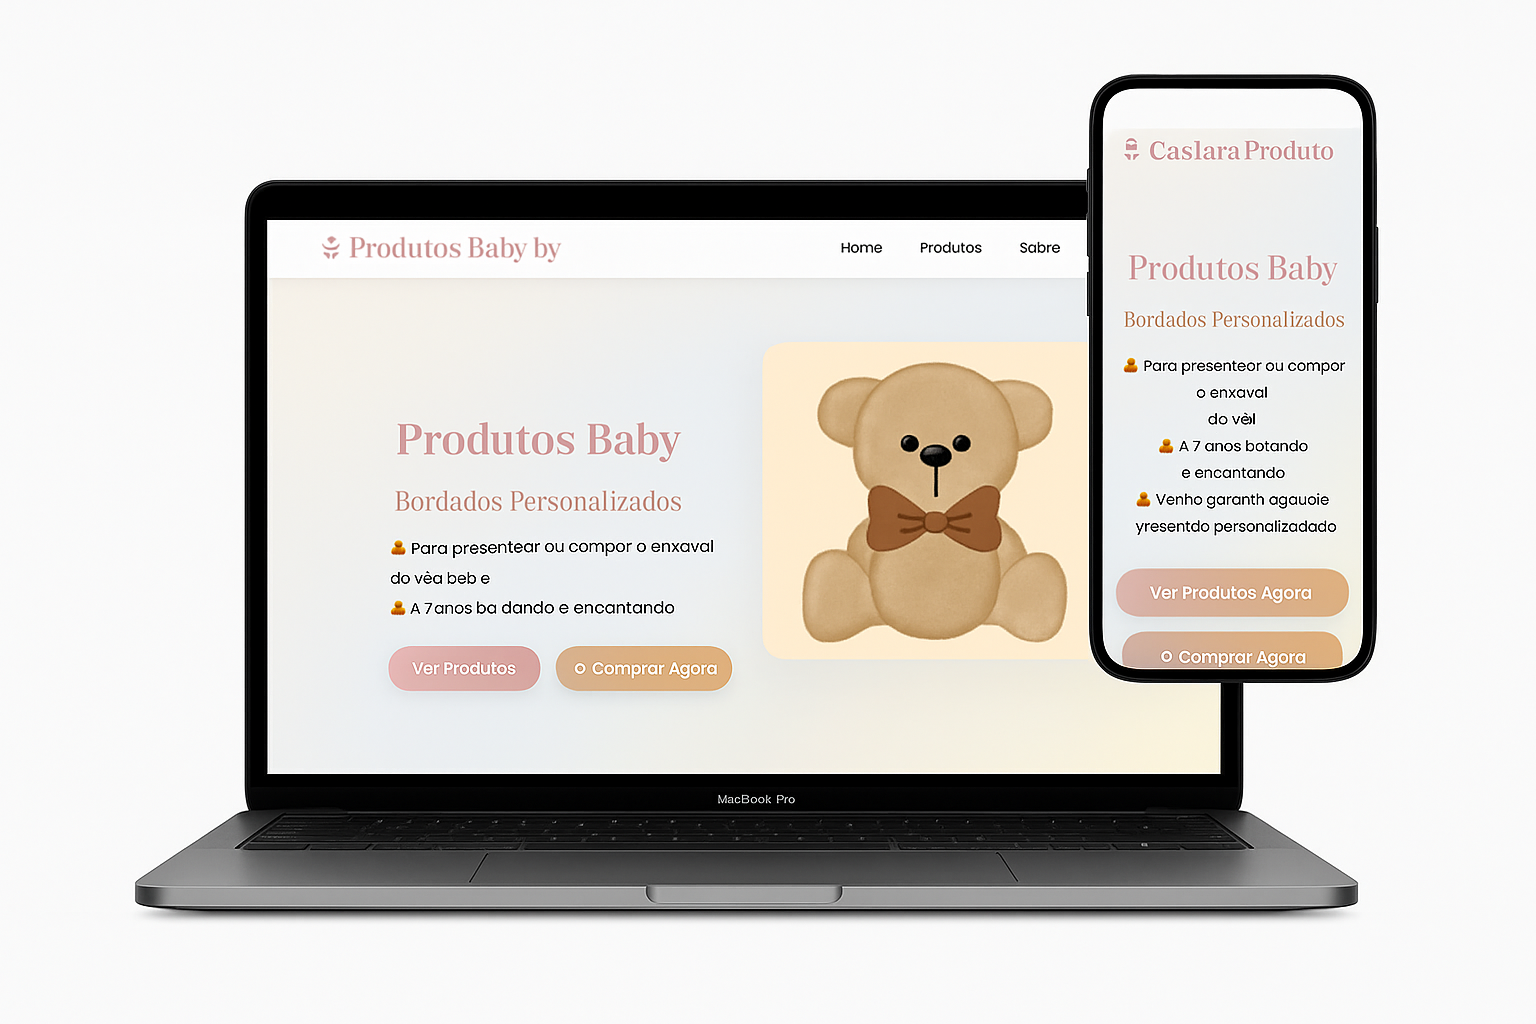 Produtos Baby by
Home Produtos Sabre
Produtos Baby
Bordados Personalizados
Para presentear ou compor o enxaval
do vèa beb e
A 7 anos ba dando e encantando
Ver Produtos
o Comprar Agora
MacBook Pro
Caslara Produto
Produtos Baby
Bordados Personalizados
Para presenteor ou compor
o enxaval
do
A 7 anos botando
e encantando
Venho garanth agauoie
yresentdo personalizadado
Ver Produtos Agora
o Comprar Agora